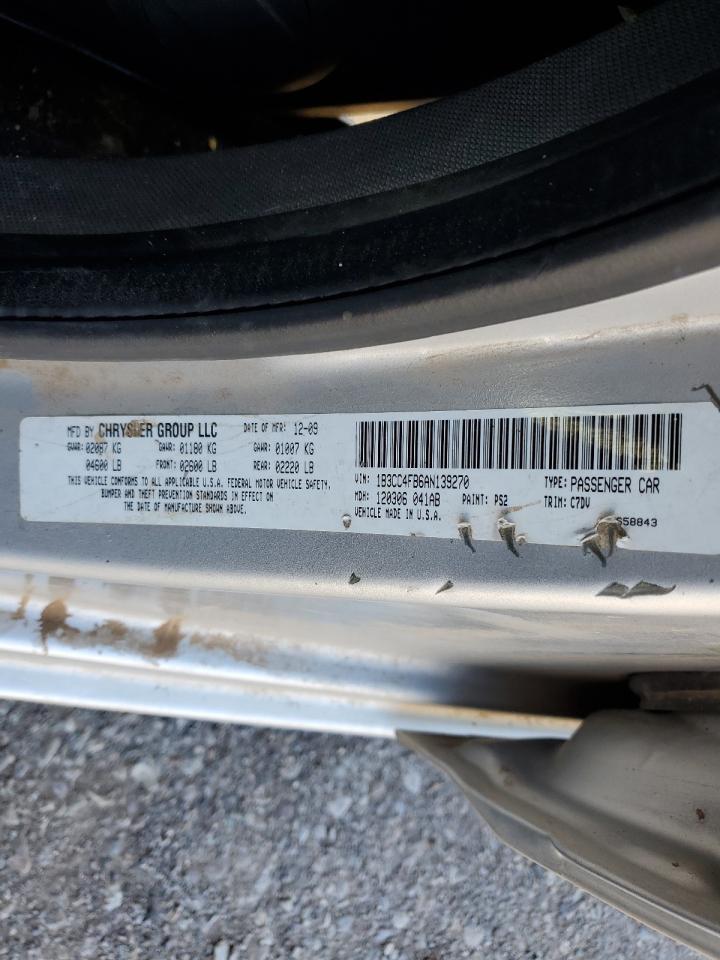 MFD BY CHRYSLER GROUP LLC DATE OF MFR: 12-09
GVWR: 02087 KG GAWR: 01180 KG GAWR: 01007 KG
04600 LB FRONT: 02600 LB REAR: 02220 LB
THIS VEHICLE CONFORMS TO ALL APPLICABLE U.S.A. FEDERAL MOTOR VEHICLE SAFETY,
BUMPER AND THEFT PREVENTION STANDARDS IN EFFECT ON
THE DATE OF MANUFACTURE SHOWN ABOVE.
VIN: 1B3CC4FB6AN139270 TYPE: PASSENGER CAR
MDH: 120306 041AB PAINT: PS2 TRIM: C7DV
VEHICLE MADE IN U.S.A. 58843